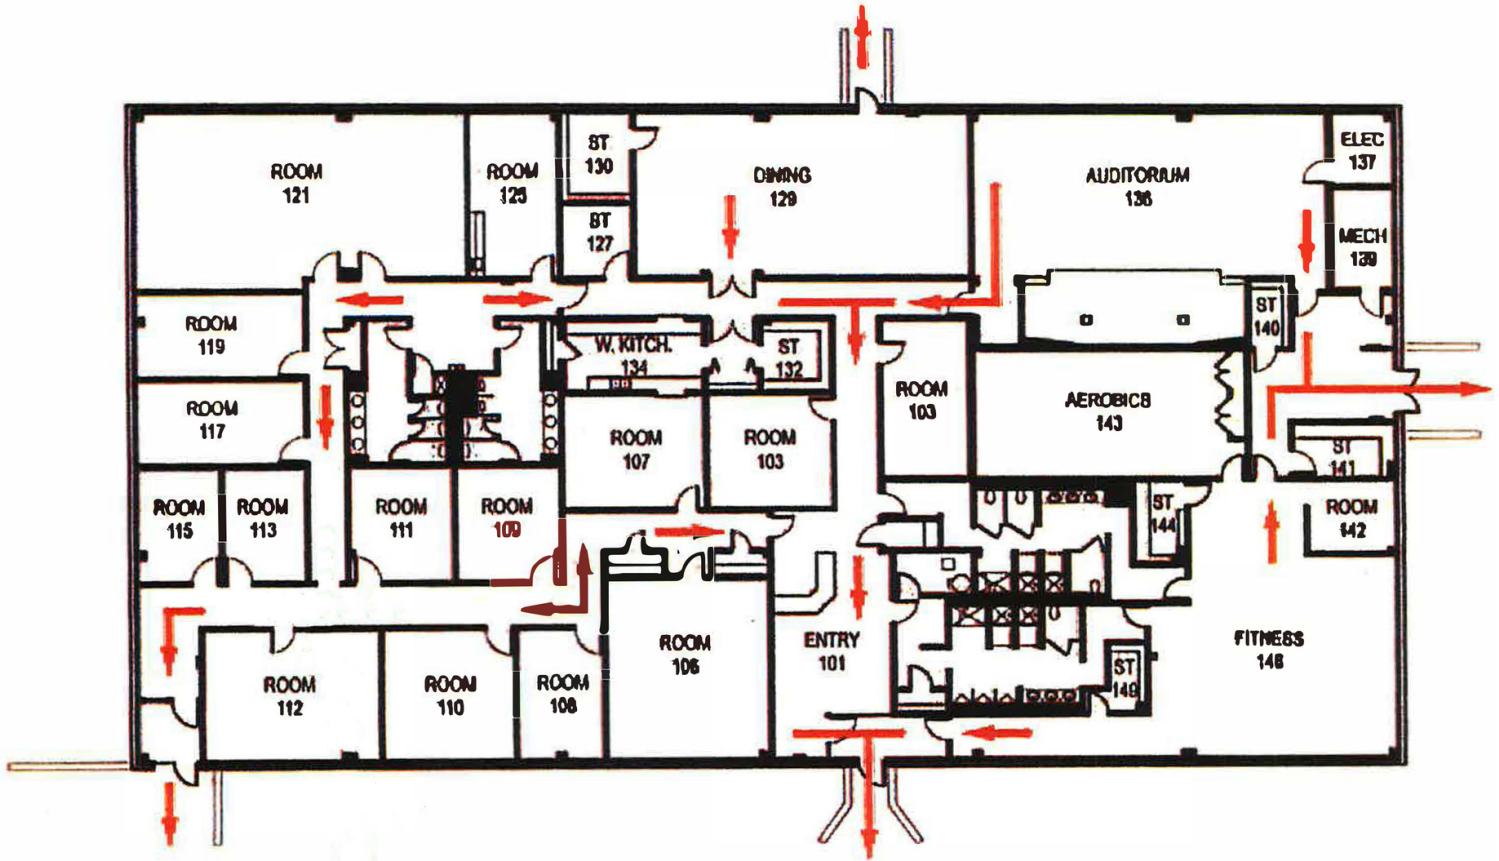 ROOM
121
ROOM
125
ST
130
ST
127
DINING
129
AUDITORIUM
136
ELEC
137
MECH
139
ROOM
119
W. KITCH.
134
ST
132
ROOM
103
ST
140
AEROBICS
143
ROOM
117
ROOM
107
ROOM
103
ST
141
ROOM
115
ROOM
113
ROOM
111
ROOM
109
ST
144
ROOM
142
ROOM
112
ROOM
110
ROOM
108
ROOM
106
ENTRY
101
ST
149
FITNESS
146